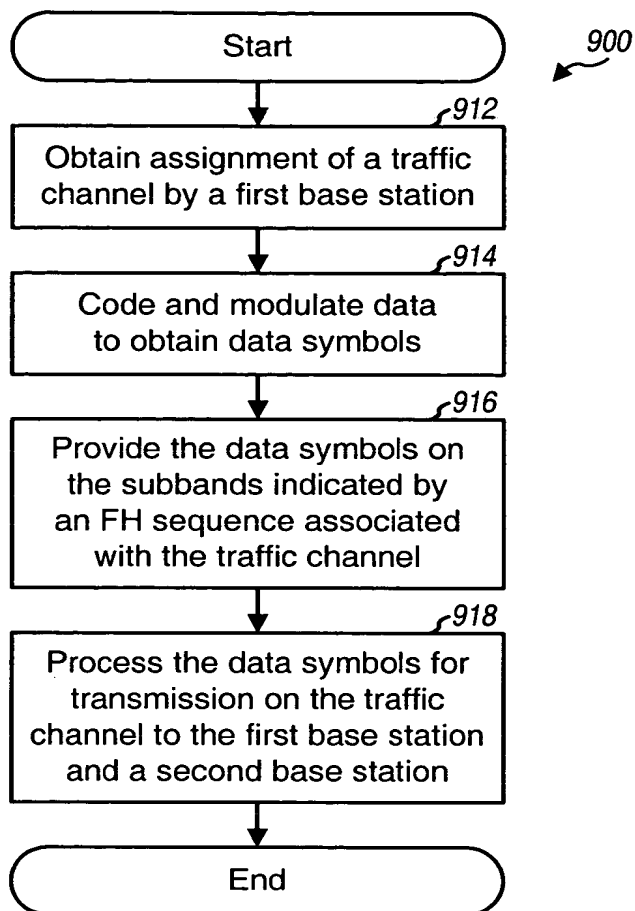 Start
900
912
Obtain assignment of a traffic
channel by a first base station
914
Code and modulate data
to obtain data symbols
916
Provide the data symbols on
the subbands indicated by
an FH sequence associated
with the traffic channel
918
Process the data symbols for
transmission on the traffic
channel to the first base station
and a second base station
End